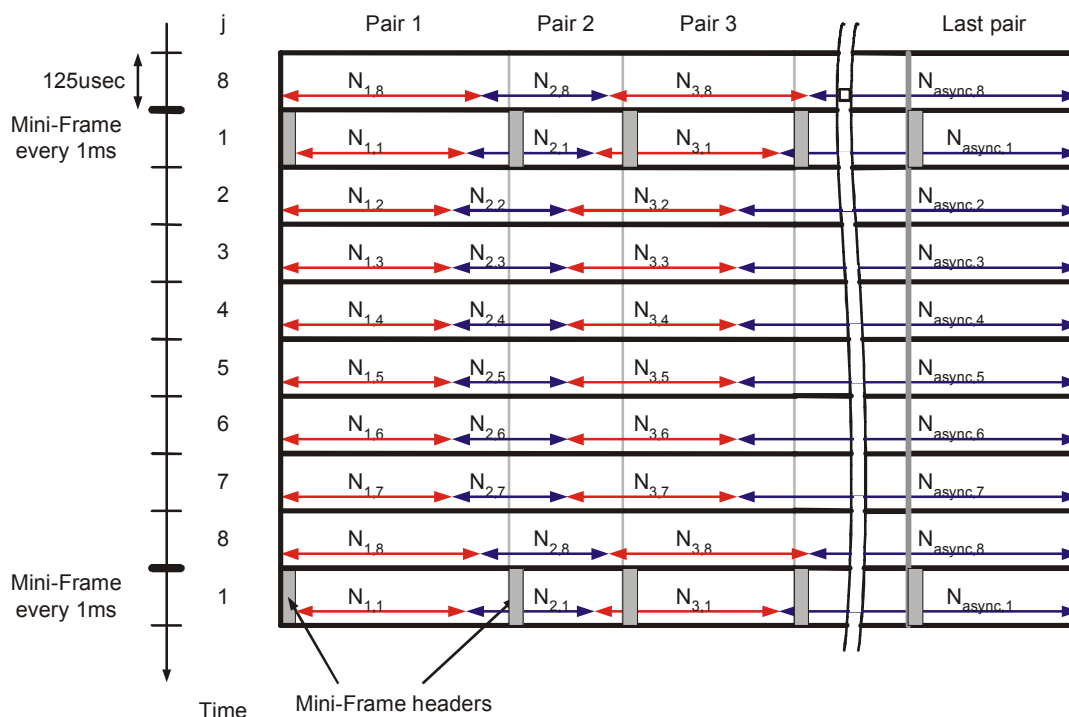 j Pair 1 Pair 2 Pair 3 Last pair
125usec 8 N1,8 N2,8 N3,8 Nasync,8
Mini-Frame
every 1ms
1 N1,1 N2,1 N3,1 Nasync,1
2 N1,2 N2,2 N3,2 Nasync,2
3 N1,3 N2,3 N3,3 Nasync,3
4 N1,4 N2,4 N3,4 Nasync,4
5 N1,5 N2,5 N3,5 Nasync,5
6 N1,6 N2,6 N3,6 Nasync,6
7 N1,7 N2,7 N3,7 Nasync,7
8 N1,8 N2,8 N3,8 Nasync,8
Mini-Frame
every 1ms
1 N1,1 N2,1 N3,1 Nasync,1
Time Mini-Frame headers